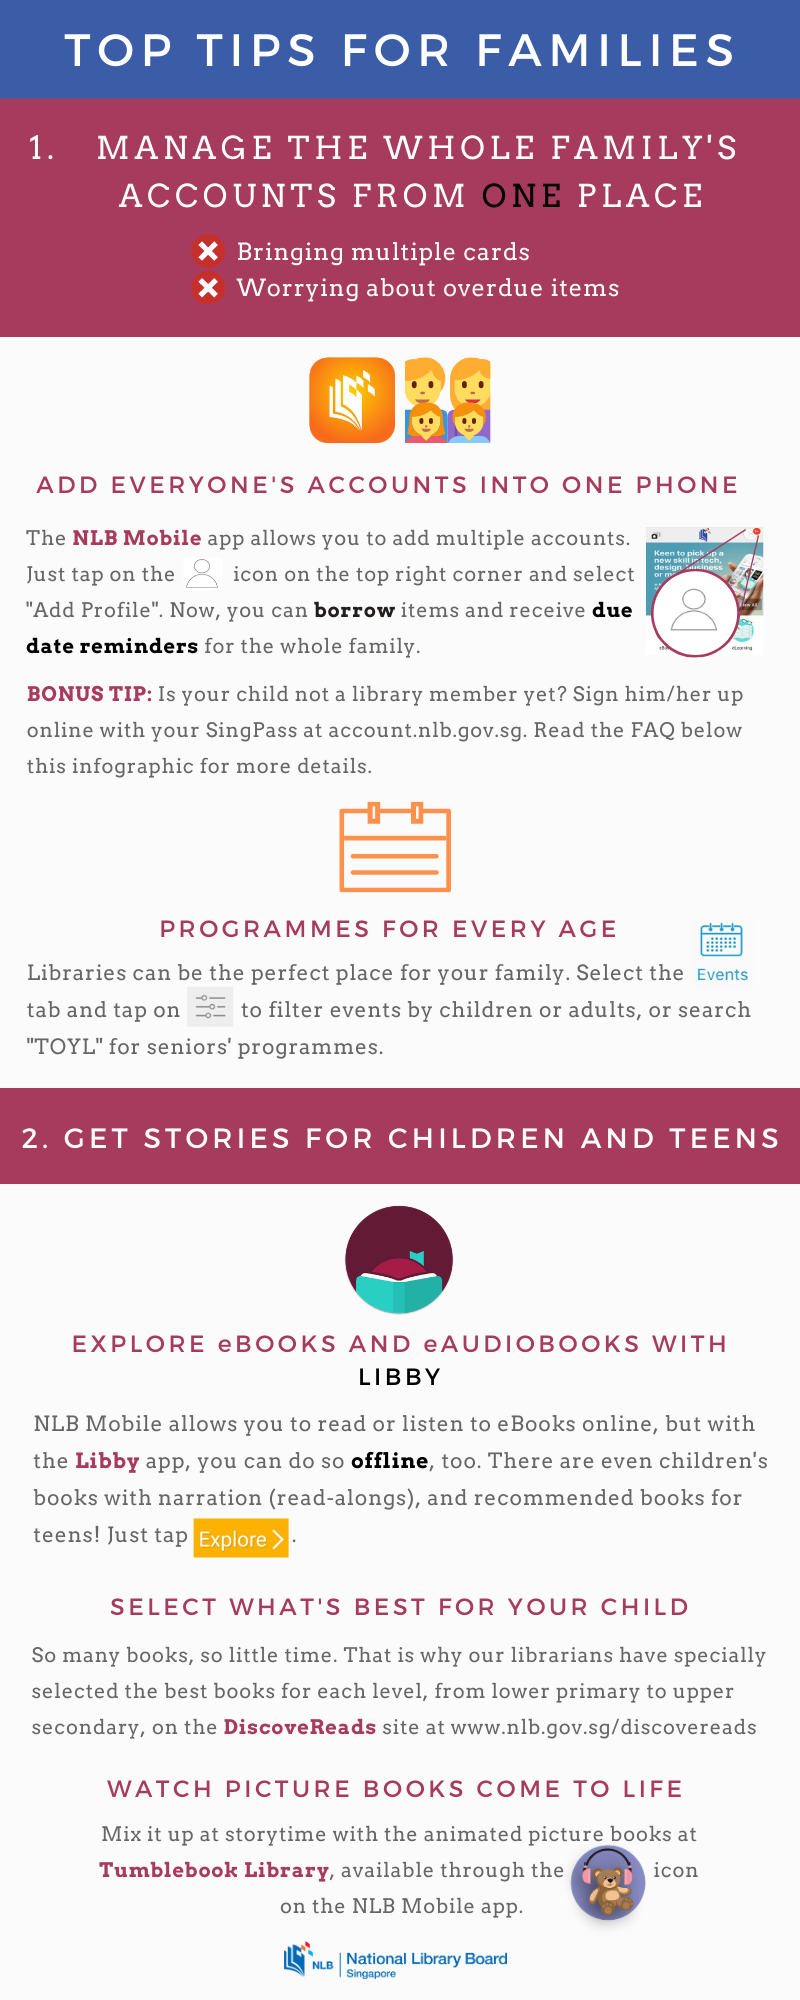 TOP TIPS FOR FAMILIES
1. MANAGE THE WHOLE FAMILY'S
ACCOUNTS FROM ONE PLACE
Bringing multiple cards
Worrying about overdue items
ADD EVERYONE'S ACCOUNTS INTO ONE PHONE
The NLB Mobile app allows you to add multiple accounts.
Just tap on the icon on the top right corner and select
"Add Profile". Now, you can borrow items and receive due
date reminders for the whole family.
Keen to pick up a
new skill in tech,
design, business
View All
eLearning
BONUS TIP: Is your child not a library member yet? Sign him/her up
online with your SingPass at account.nlb.gov.sg. Read the FAQ below
this infographic for more details.
PROGRAMMES FOR EVERY AGE
Libraries can be the perfect place for your family. Select the Events
tab and tap on to filter events by children or adults, or search
"TOYL" for seniors' programmes.
2. GET STORIES FOR CHILDREN AND TEENS
EXPLORE eBOOKS AND eAUDIOBOOKS WITH
LIBBY
NLB Mobile allows you to read or listen to eBooks online, but with
the Libby app, you can do so offline, too. There are even children's
books with narration (read-alongs), and recommended books for
teens! Just tap Explore > .
SELECT WHAT'S BEST FOR YOUR CHILD
So many books, so little time. That is why our librarians have specially
selected the best books for each level, from lower primary to upper
secondary, on the DiscoveReads site at www.nlb.gov.sg/discovereads
WATCH PICTURE BOOKS COME TO LIFE
Mix it up at storytime with the animated picture books at
Tumblebook Library, available through the icon
on the NLB Mobile app.
NLB National Library Board
Singapore